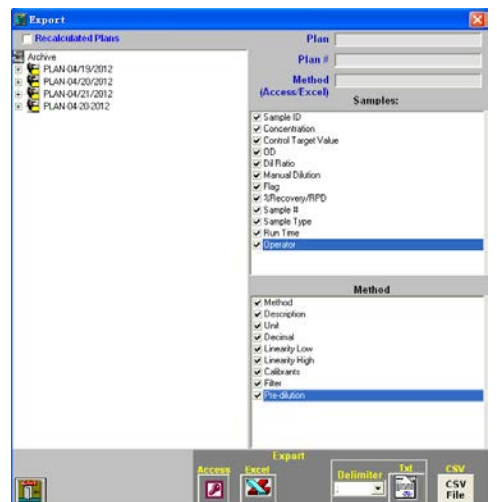 Export
Recalculated Plans
Plan
Plan #
Method
(Access/Excel)
Archive
PLAN-04/19/2012
PLAN-04/20/2012
PLAN-04/21/2012
PLAN-04-20-2012
Samples:
Sample ID
Concentration
Control Target Value
OD
Dil Ratio
Manual Dilution
Flag
%Recovery/RPD
Sample #
Sample Type
Run Time
Operator
Method
Method
Description
Unit
Decimal
Linearity Low
Linearity High
Calibrants
Filter
Pre-dilution
Export
Access
Excel
Delimiter
Txt
CSV
CSV
File